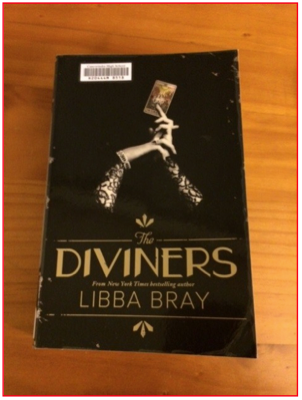 The
DIVINERS
From New York Times bestselling author
LIBBA BRAY